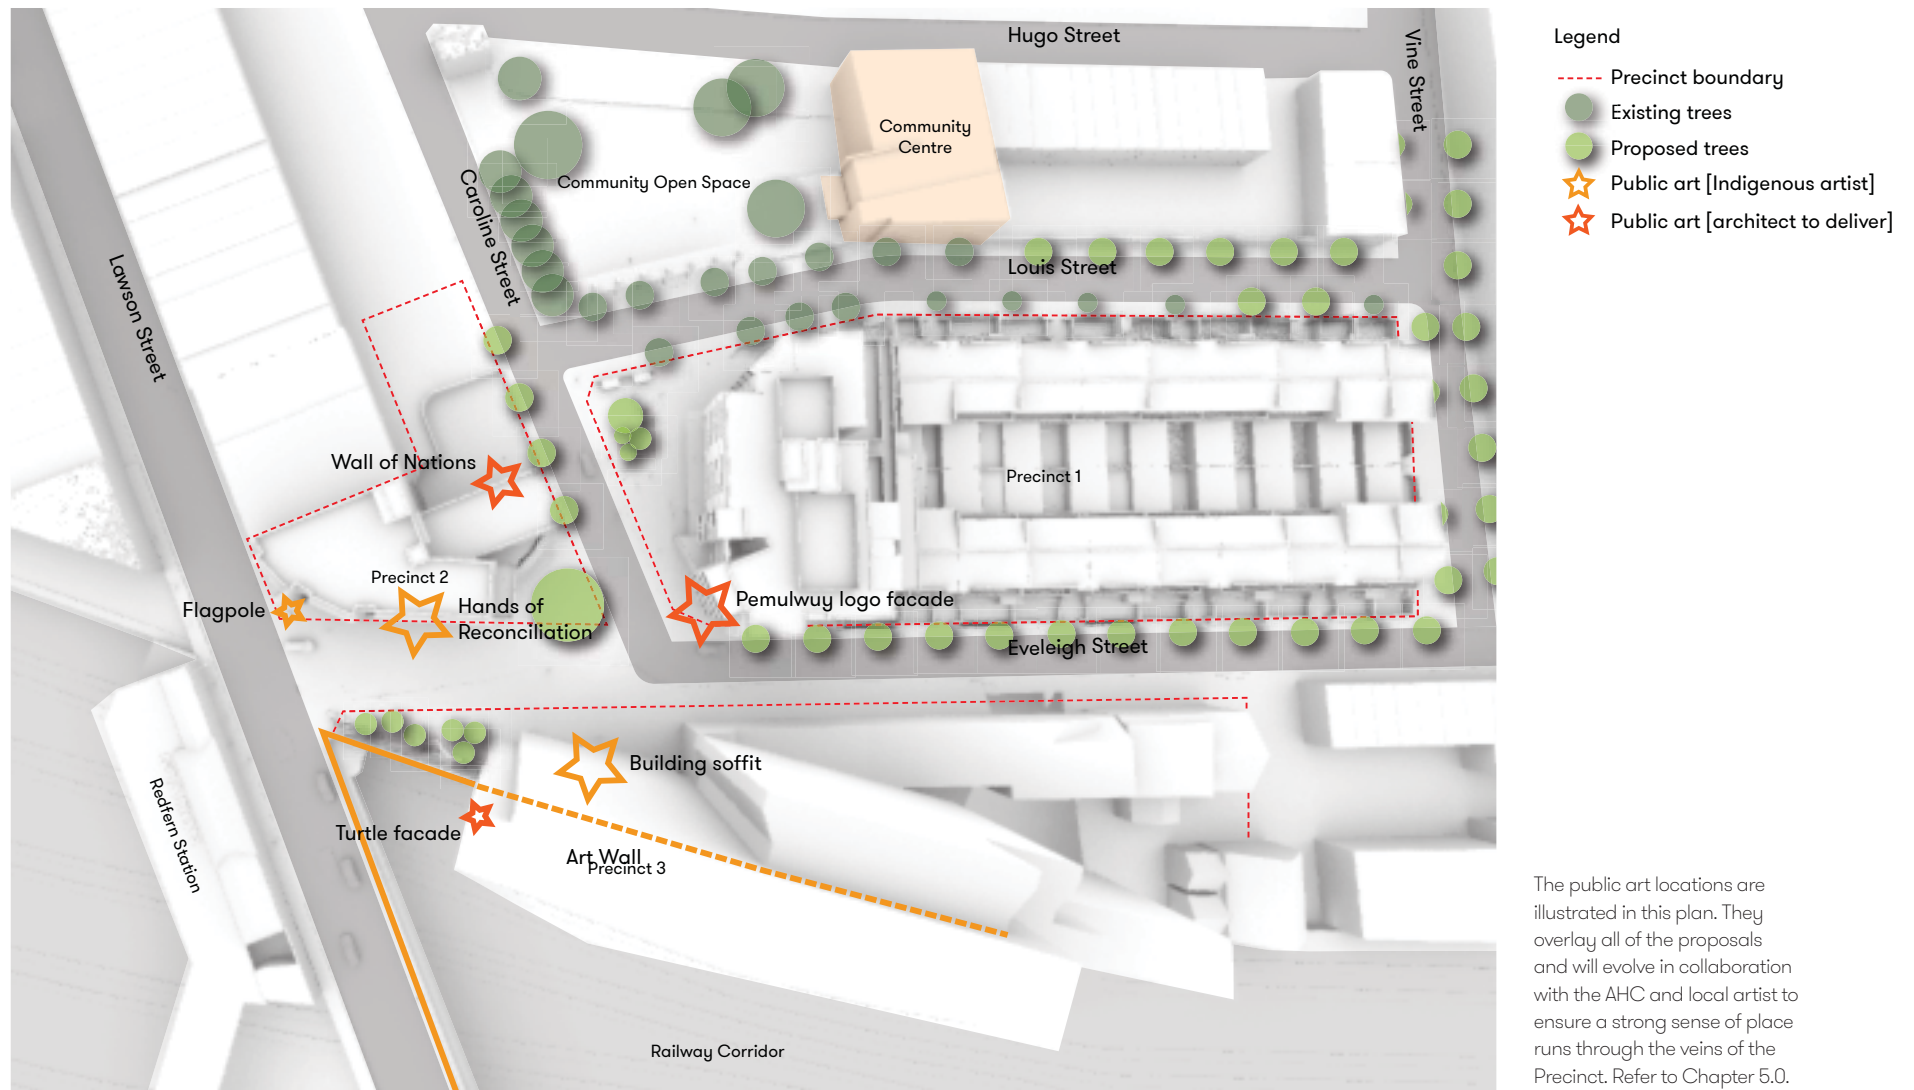 Hugo Street
Vine Street
Community
Centre
Community Open Space
Caroline Street
Louis Street
Lawson Street
Wall of Nations
Precinct 1
Precinct 2
Flagpole
Hands of
Reconciliation
Pemulwuy logo facade
Eveleigh Street
Building soffit
Redfern Station
Turtle facade
Art Wall
Precinct 3
Railway Corridor
Legend
Precinct boundary
Existing trees
Proposed trees
Public art [Indigenous artist]
Public art [architect to deliver]
The public art locations are
illustrated in this plan. They
overlay all of the proposals
and will evolve in collaboration
with the AHC and local artist to
ensure a strong sense of place
runs through the veins of the
Precinct. Refer to Chapter 5.0.